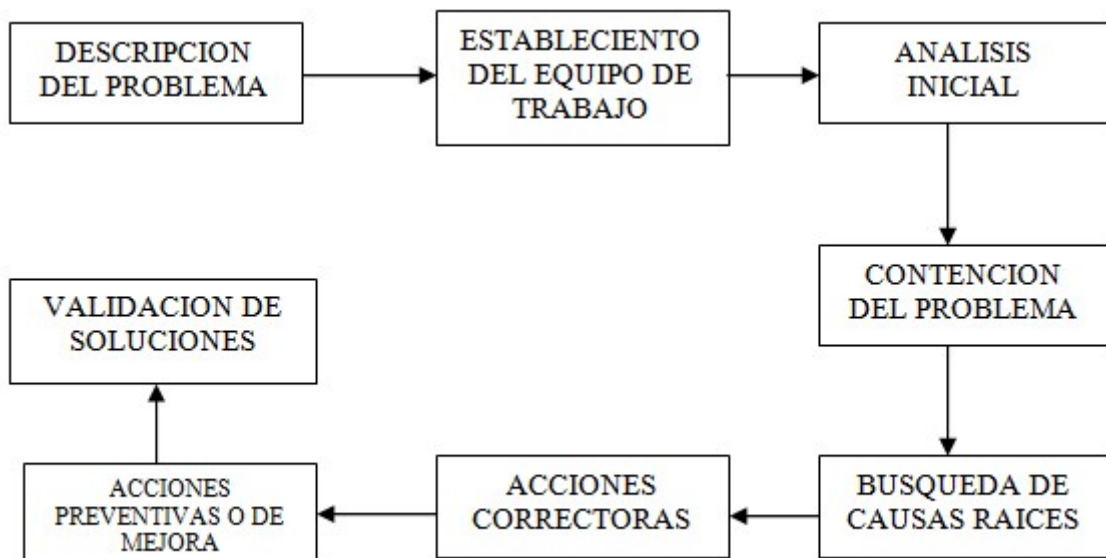 DESCRIPCION
DEL PROBLEMA
ESTABLECIENTO
DEL EQUIPO DE
TRABAJO
ANALISIS
INICIAL
CONTENCION
DEL PROBLEMA
BUSQUEDA DE
CAUSAS RAICES
ACCIONES
CORRECTORAS
ACCIONES
PREVENTIVAS O DE
MEJORA
VALIDACION DE
SOLUCIONES